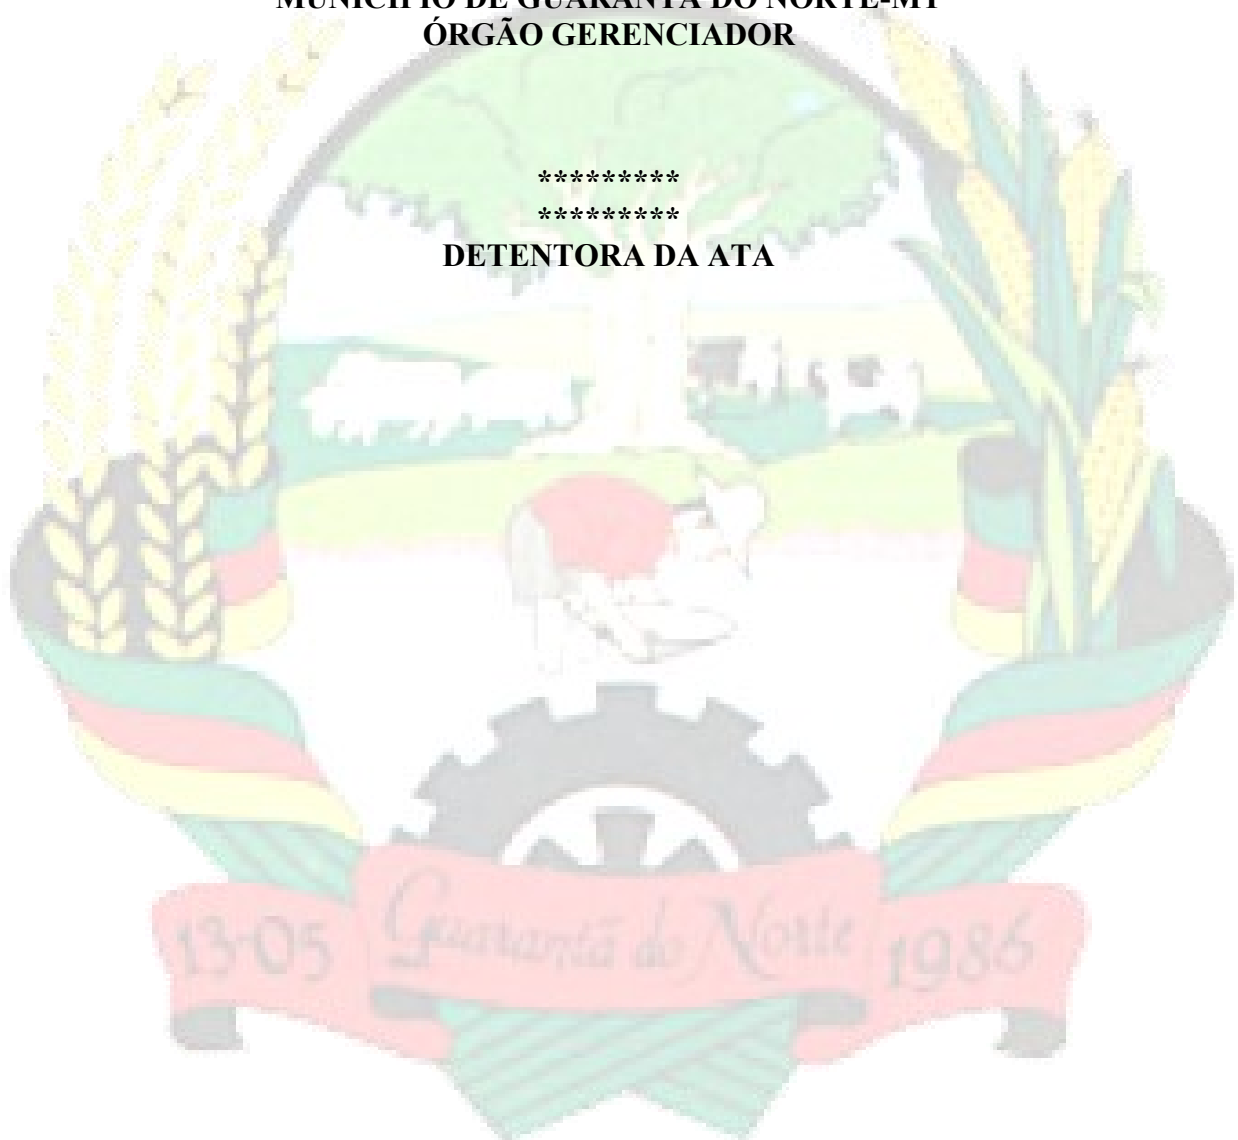 MUNICÍPIO DE GUARANTÃ DO NORTE-MT
ÓRGÃO GERENCIADOR
*********
*********
DETENTORA DA ATA
13-05 Guarantã do Norte 1986